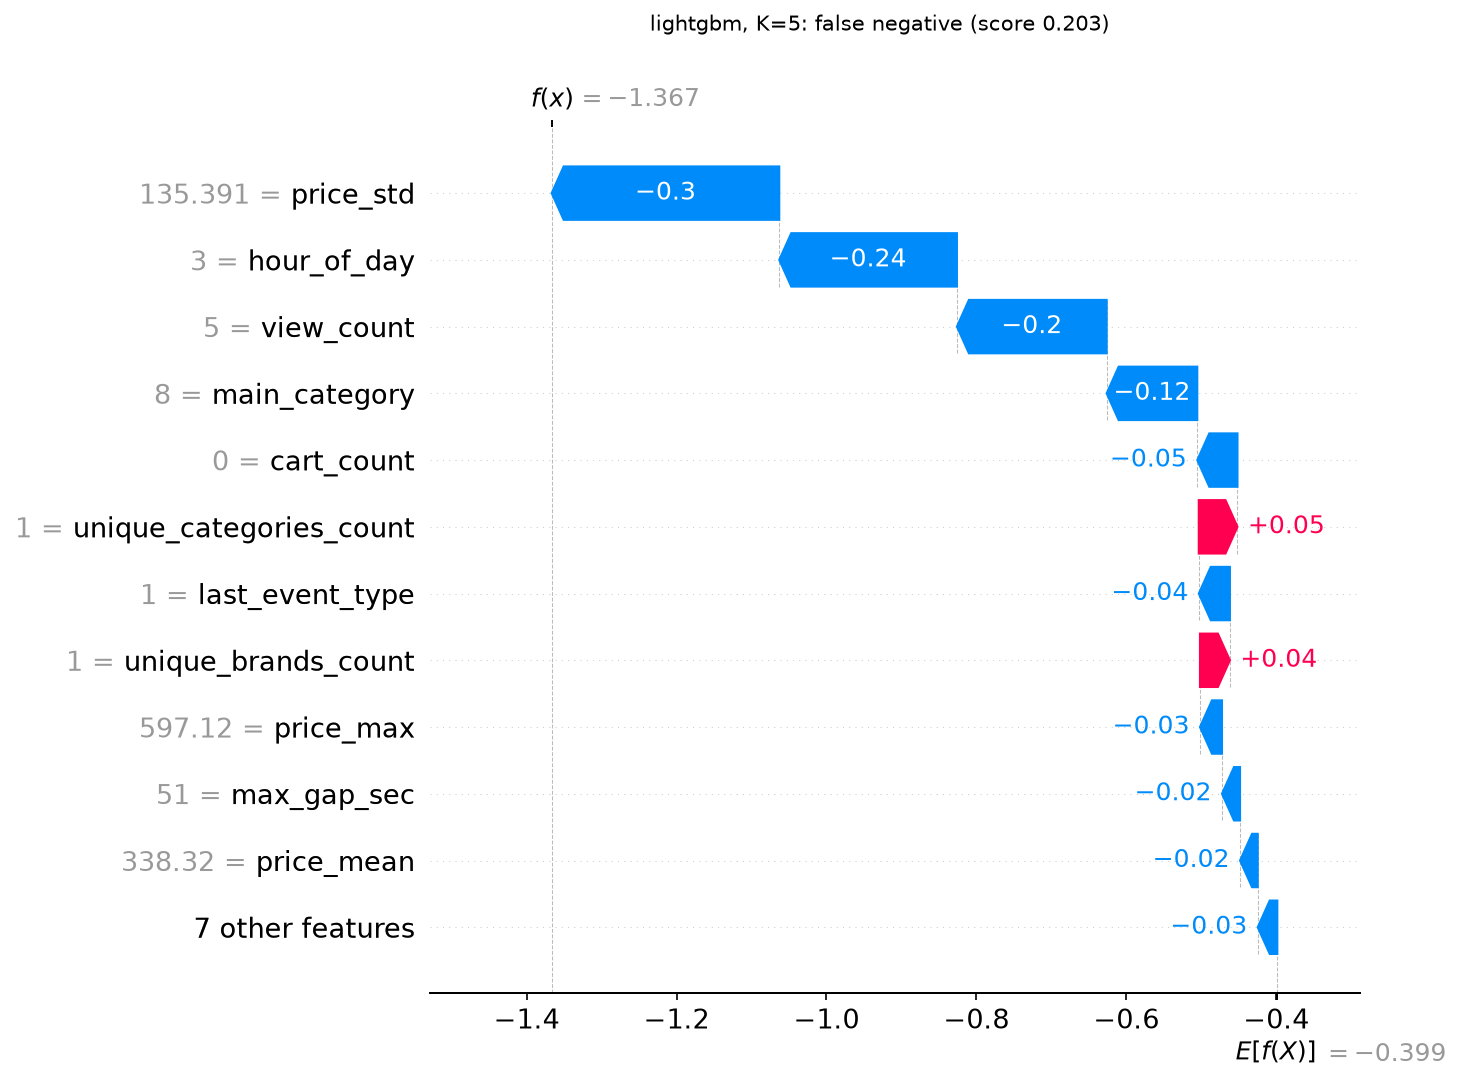 lightgbm, K=5: false negative (score 0.203)
f(x) = −1.367
135.391 = price_std −0.3
3 = hour_of_day −0.24
5 = view_count −0.2
8 = main_category −0.12
0 = cart_count −0.05
1 = unique_categories_count +0.05
1 = last_event_type −0.04
1 = unique_brands_count +0.04
597.12 = price_max −0.03
51 = max_gap_sec −0.02
338.32 = price_mean −0.02
7 other features −0.03
−1.4 −1.2 −1.0 −0.8 −0.6 −0.4
E[f(X)] = −0.399